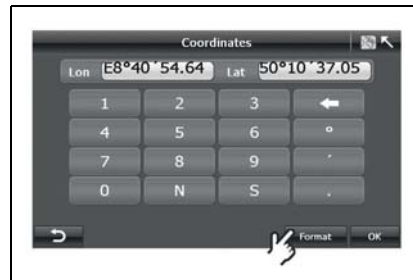 Coordinates
Lon E8°40´54.64 Lat 50°10´37.05
1 2 3
4 5 6 °
7 8 9 ´
0 N S .
Format OK